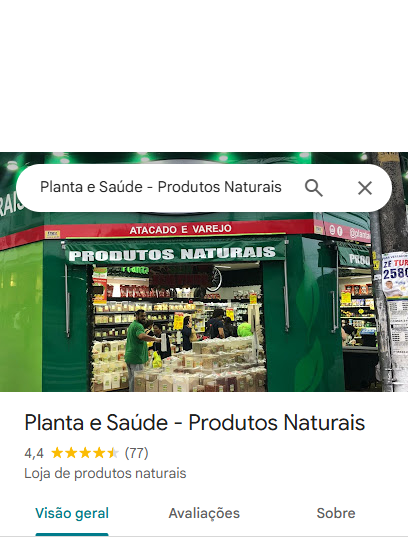 Planta e Saúde - Produtos Naturais
ATACADO E VAREJO
PRODUTOS NATURAIS
ZÉ TUR
2580
Planta e Saúde - Produtos Naturais
4,4 (77)
Loja de produtos naturais
Visão geral Avaliações Sobre